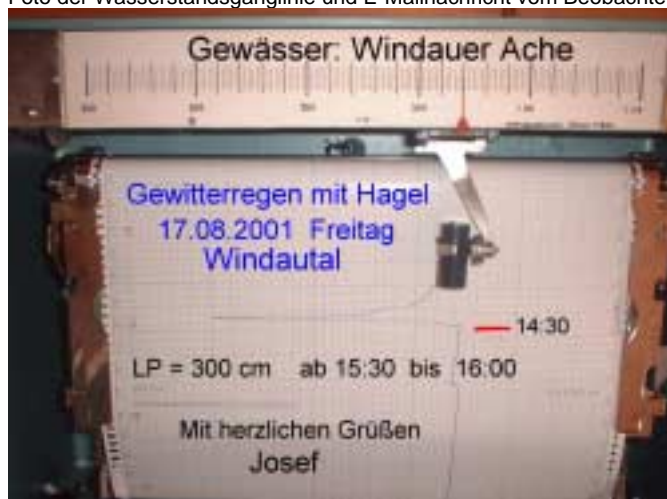 Foto der Wasserstandsganglinie und E-Mailnachricht vom Beobachte
Gewässer: Windauer Ache
Gewitterregen mit Hagel
17.08.2001 Freitag
Windautal
14:30
LP = 300 cm ab 15:30 bis 16:00
Mit herzlichen Grüßen
Josef